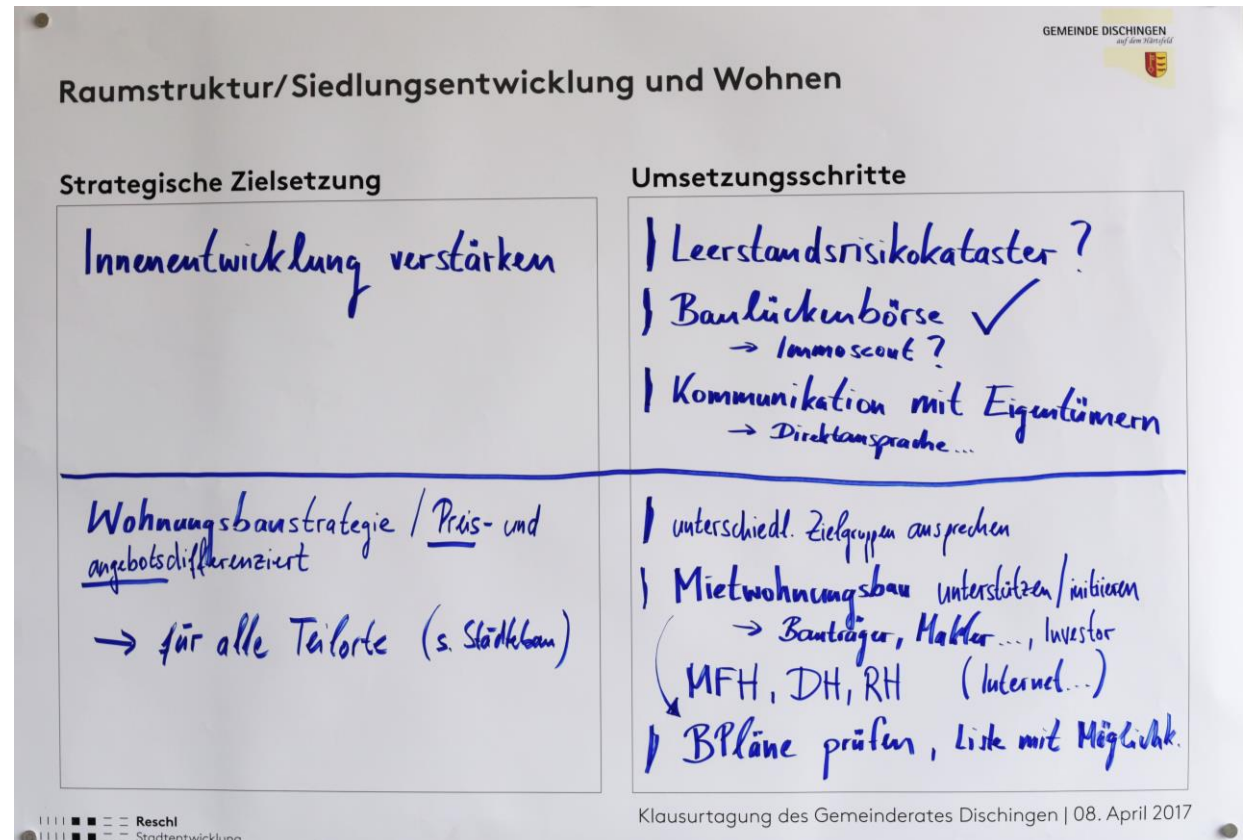 GEMEINDE DISCHINGEN
auf dem Härtsfeld
Raumstruktur/Siedlungsentwicklung und Wohnen
Strategische Zielsetzung
Innenentwicklung verstärken
Umsetzungsschritte
Leerstandsrisikokataster ?
Baulückenbörse ✓
→ Immoscout ?
Kommunikation mit Eigentümern
→ Direktansprache ...
Wohnungsbaustrategie / Preis- und
angebotsdifferenziert
→ für alle Teilorte (s. Städtebau)
unterschiedl. Zielgruppen ansprechen
Mietwohnungsbau unterstützen/initiieren
→ Bauträger, Makler ..., Investor
MFH, DH, RH (Internet...)
BPläne prüfen, Liste mit Möglichk.
Reschl
Stadtentwicklung
Klausurtagung des Gemeinderates Dischingen | 08. April 2017